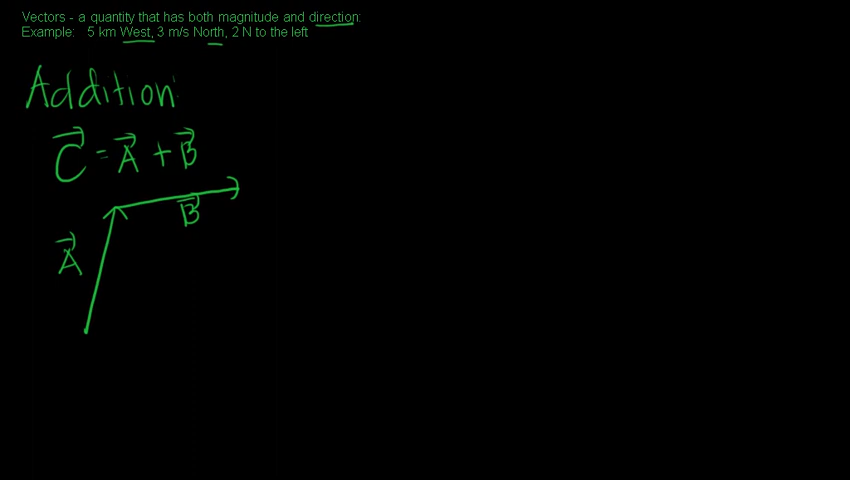 Vectors - a quantity that has both magnitude and direction:
Example: 5 km West, 3 m/s North, 2 N to the left
Addition:
C⃗ = A⃗ + B⃗
B⃗
A⃗